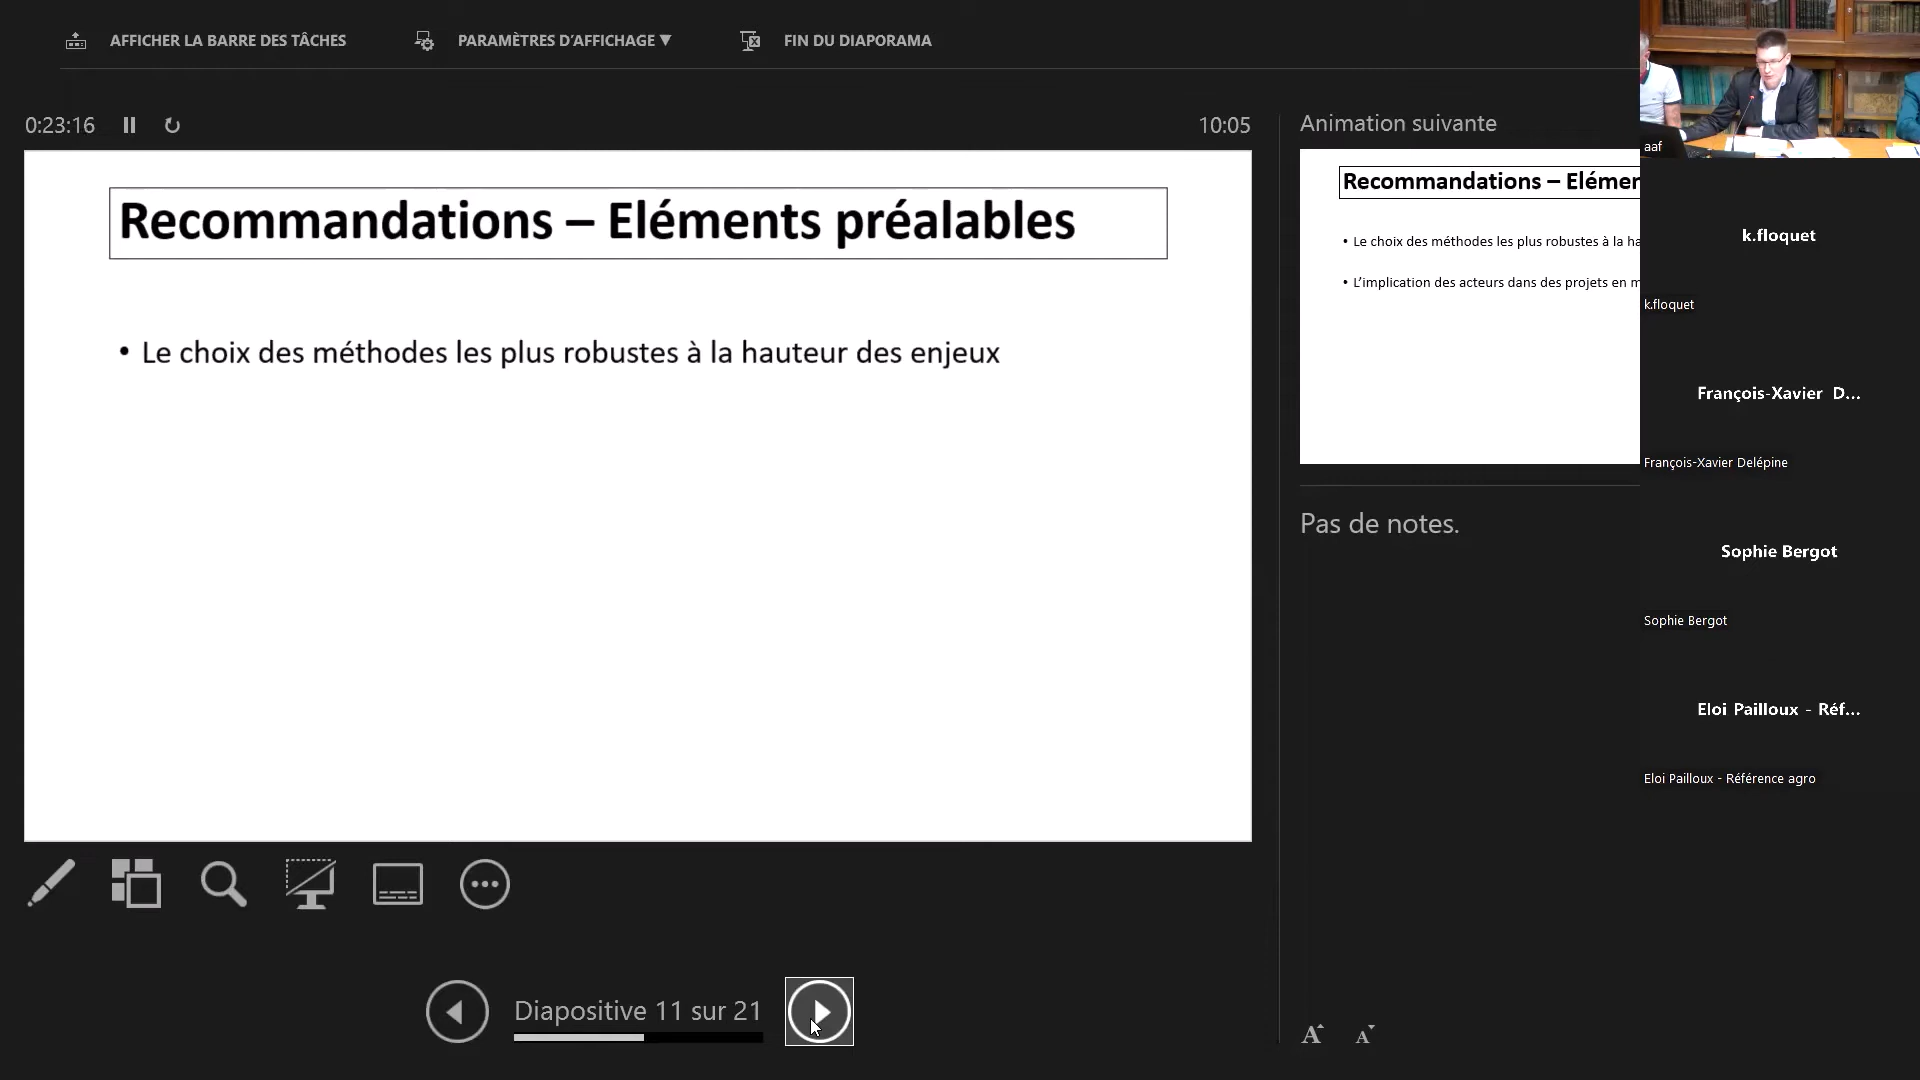 AFFICHER LA BARRE DES TÂCHES
PARAMÈTRES D'AFFICHAGE ▼
FIN DU DIAPORAMA
0:23:16
10:05
Recommandations – Eléments préalables
• Le choix des méthodes les plus robustes à la hauteur des enjeux
Diapositive 11 sur 21
Animation suivante
Recommandations – Elémen
• Le choix des méthodes les plus robustes à la ha
• L'implication des acteurs dans des projets en m
Pas de notes.
A A
aaf
k.floquet
k.floquet
François-Xavier D...
François-Xavier Delépine
Sophie Bergot
Sophie Bergot
Eloi Pailloux - Réf...
Eloi Pailloux - Référence agro